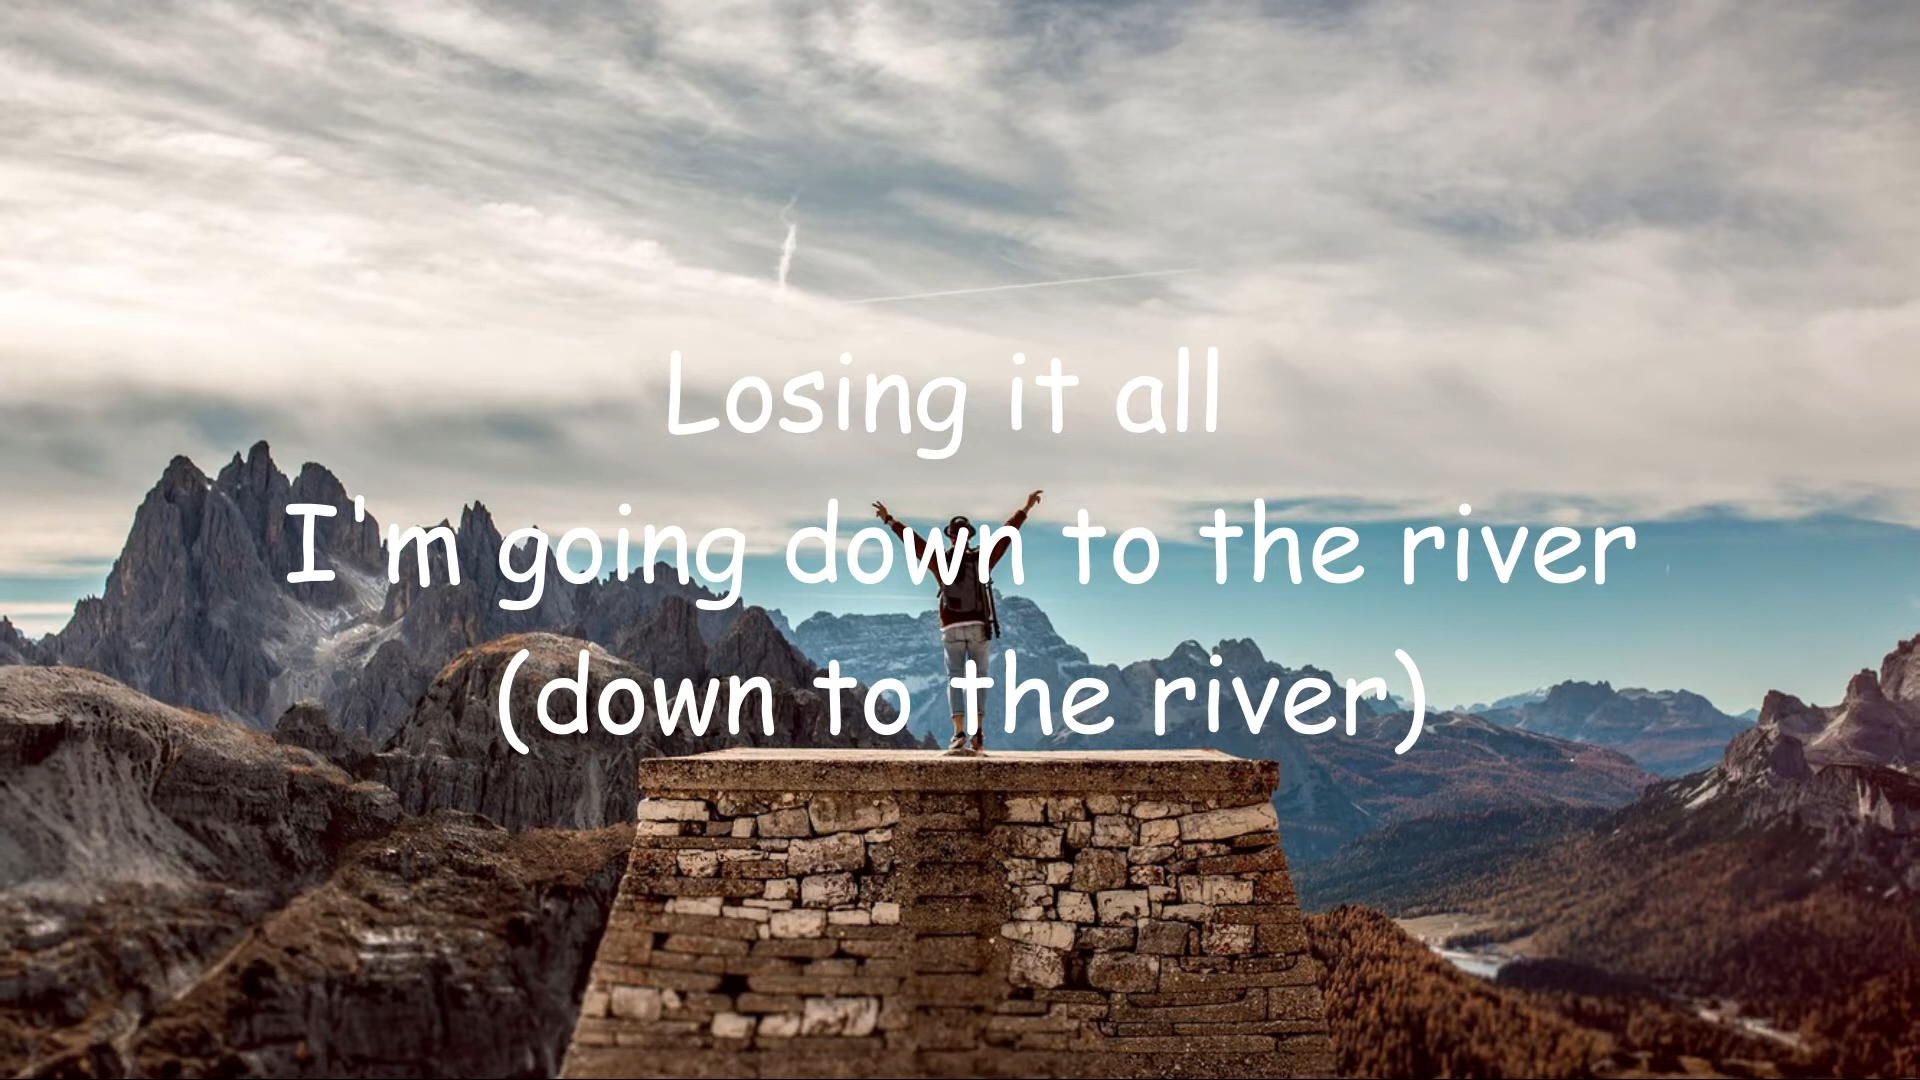 Losing it all
I'm going down to the river
(down to the river)